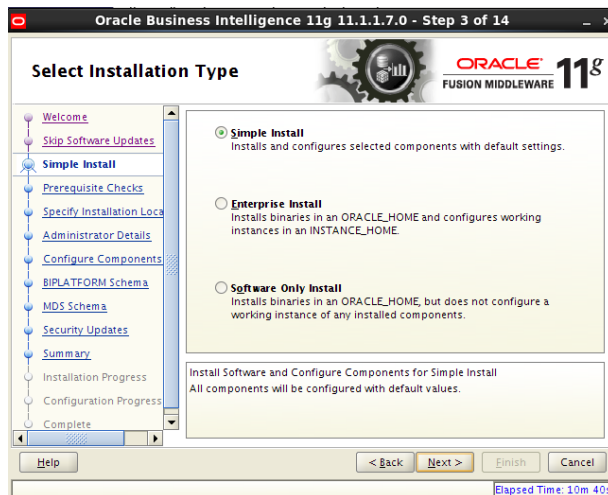 Oracle Business Intelligence 11g 11.1.1.7.0 - Step 3 of 14
Select Installation Type
ORACLE
FUSION MIDDLEWARE 11g
Welcome
Skip Software Updates
Simple Install
Prerequisite Checks
Specify Installation Loca
Administrator Details
Configure Components
BIPLATFORM Schema
MDS Schema
Security Updates
Summary
Installation Progress
Configuration Progress
Complete
Simple Install
Installs and configures selected components with default settings.
Enterprise Install
Installs binaries in an ORACLE_HOME and configures working
instances in an INSTANCE_HOME.
Software Only Install
Installs binaries in an ORACLE_HOME, but does not configure a
working instance of any installed components.
Install Software and Configure Components for Simple Install
All components will be configured with default values.
Help
< Back
Next >
Finish
Cancel
Elapsed Time: 10m 40s